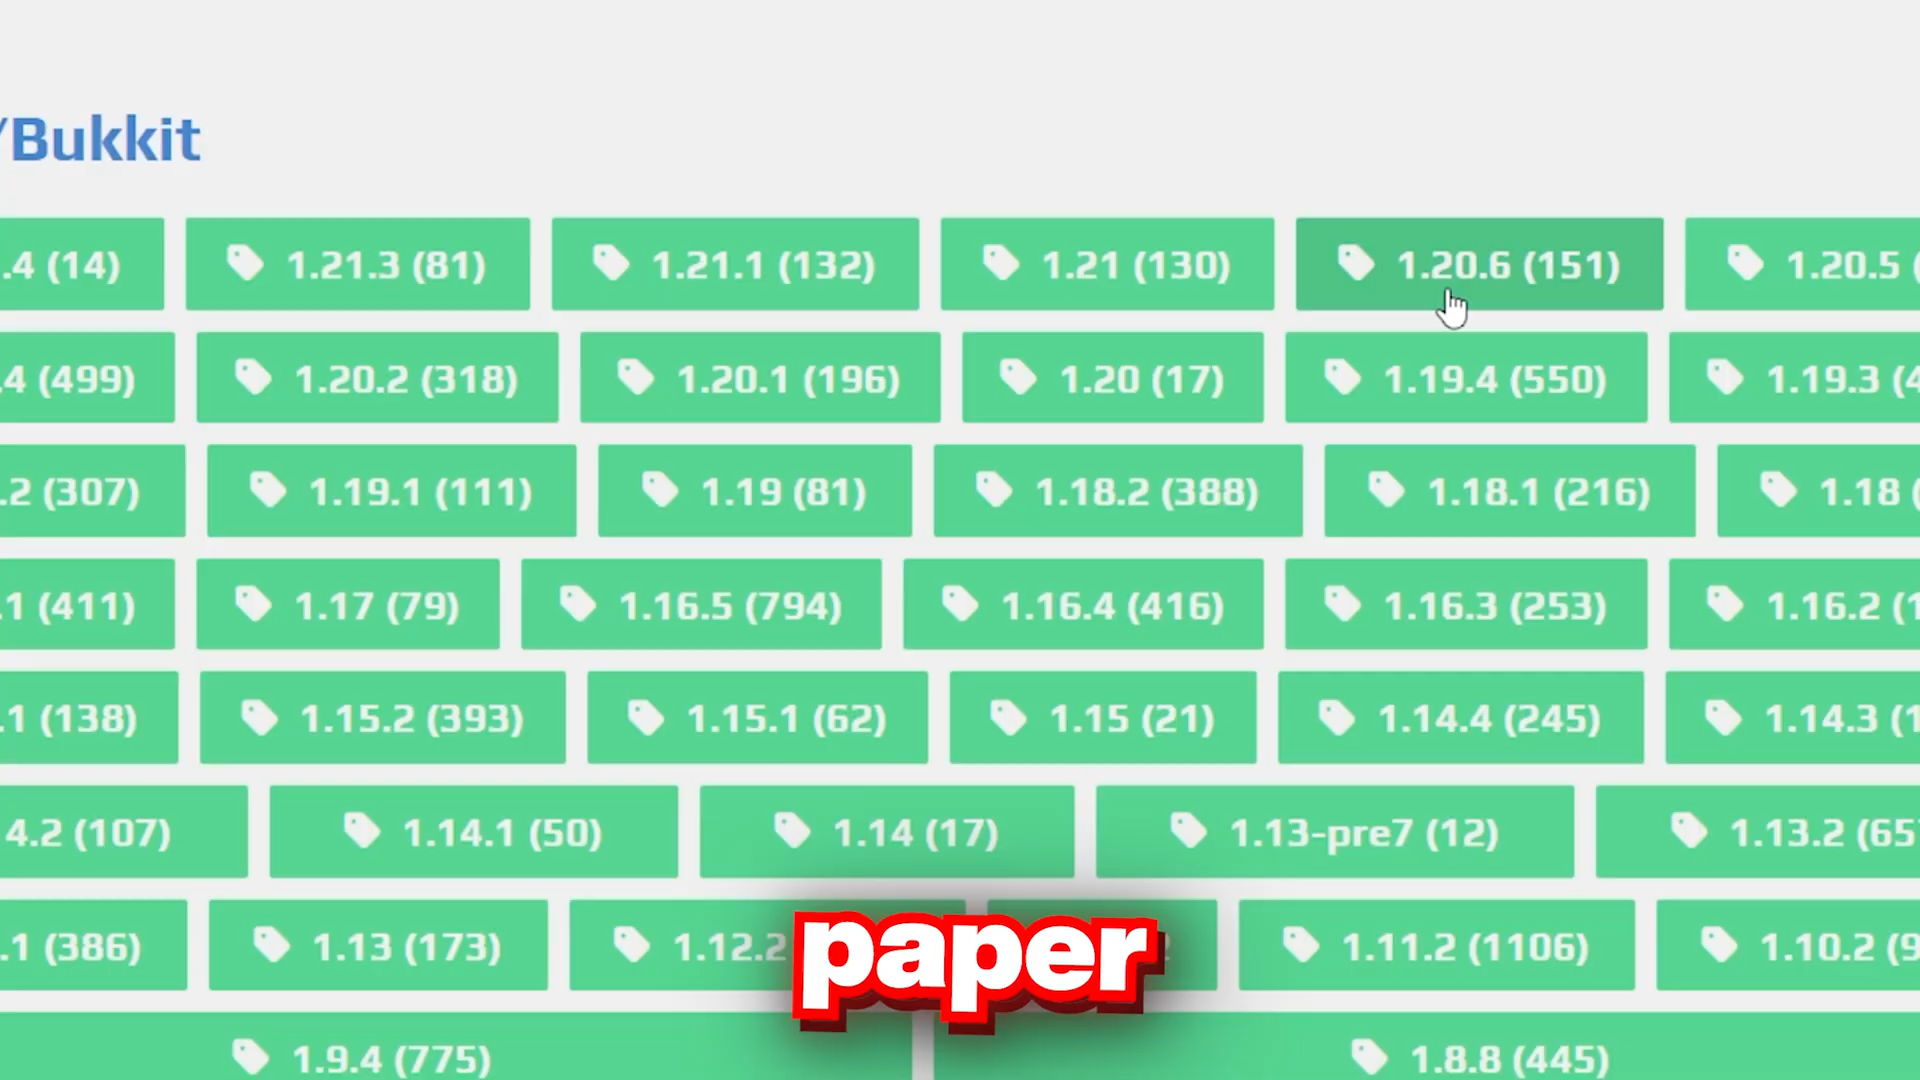 /Bukkit
.4 (14) 1.21.3 (81) 1.21.1 (132) 1.21 (130) 1.20.6 (151) 1.20.5 (
.4 (499) 1.20.2 (318) 1.20.1 (196) 1.20 (17) 1.19.4 (550) 1.19.3 (4
.2 (307) 1.19.1 (111) 1.19 (81) 1.18.2 (388) 1.18.1 (216) 1.18 (
.1 (411) 1.17 (79) 1.16.5 (794) 1.16.4 (416) 1.16.3 (253) 1.16.2 (1
.1 (138) 1.15.2 (393) 1.15.1 (62) 1.15 (21) 1.14.4 (245) 1.14.3 (1
4.2 (107) 1.14.1 (50) 1.14 (17) 1.13-pre7 (12) 1.13.2 (65
.1 (386) 1.13 (173) 1.12.2 1.11.2 (1106) 1.10.2 (9
paper
1.9.4 (775) 1.8.8 (445)